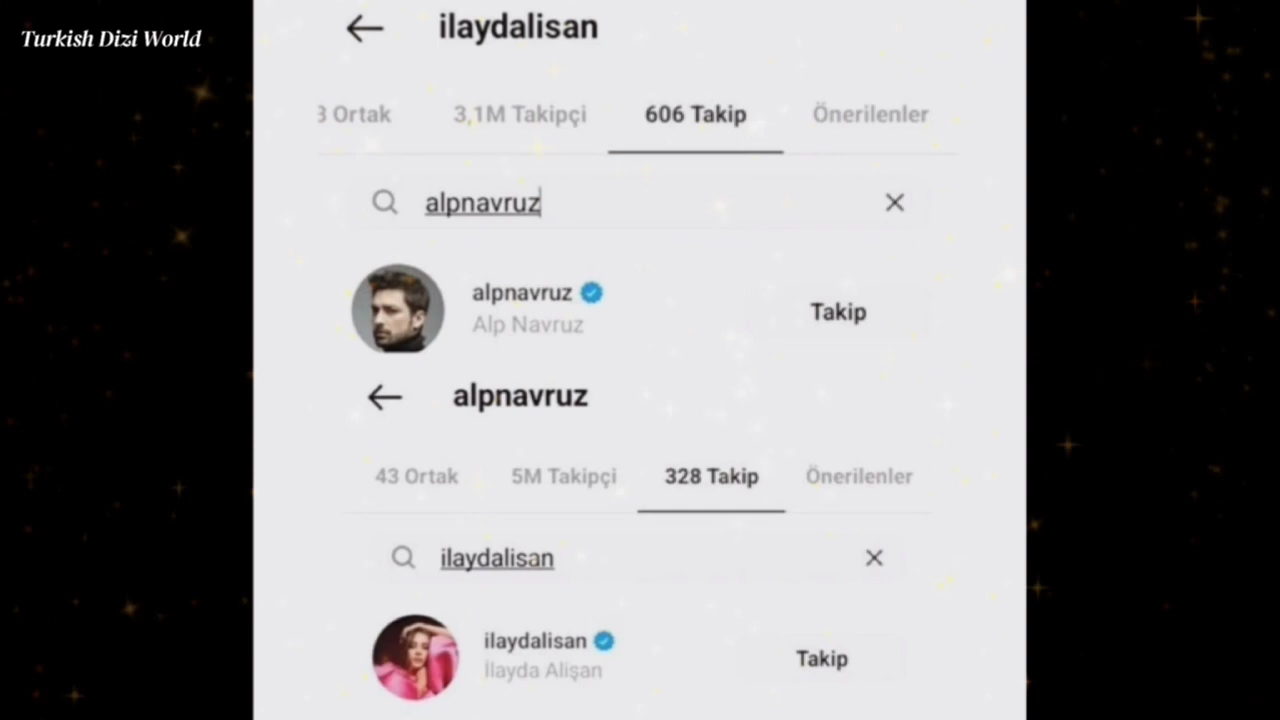 Turkish Dizi World
ilaydalisan
3 Ortak 3,1M Takipçi 606 Takip Önerilenler
alpnavruz
alpnavruz
Alp Navruz
Takip
alpnavruz
43 Ortak 5M Takipçi 328 Takip Önerilenler
ilaydalisan
ilaydalisan
İlayda Alişan
Takip